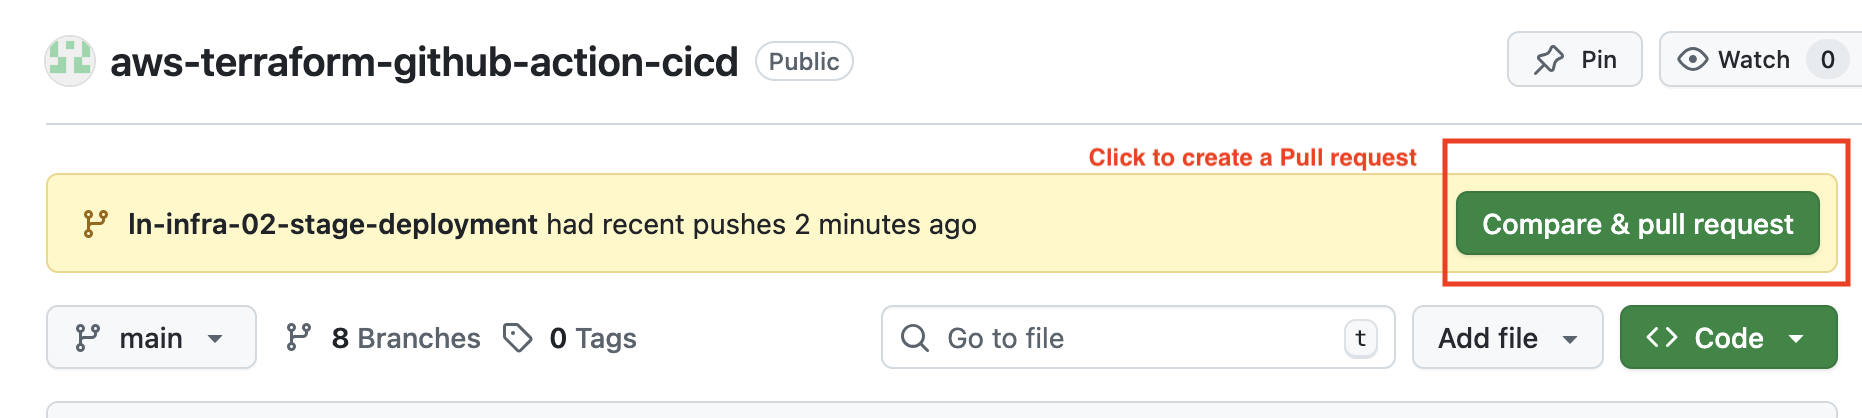 aws-terraform-github-action-cicd Public Pin Watch 0
Click to create a Pull request
In-infra-02-stage-deployment had recent pushes 2 minutes ago Compare & pull request
main 8 Branches 0 Tags Go to file t Add file Code